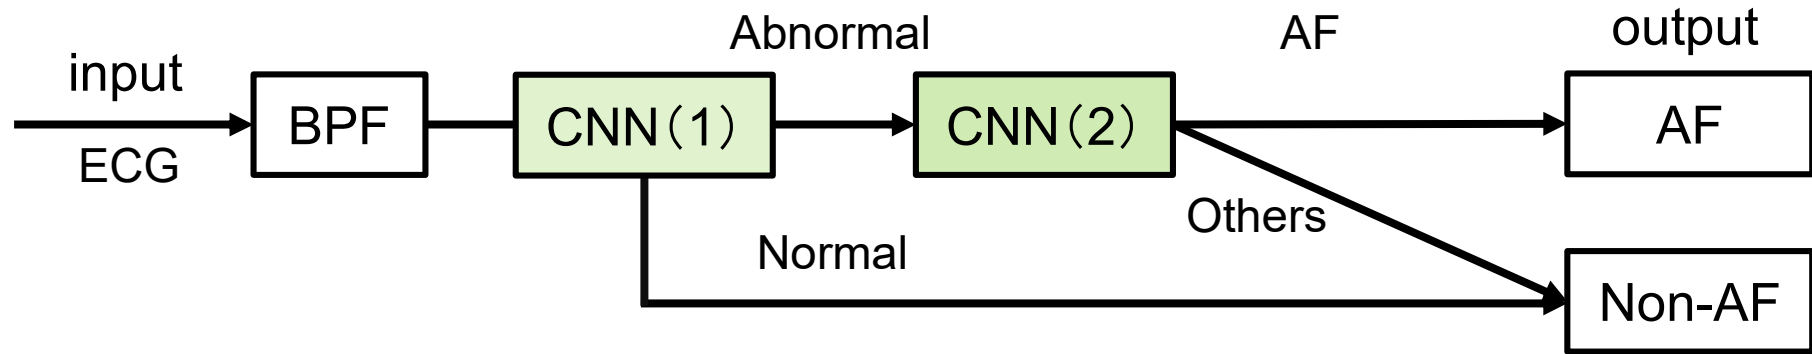 input
ECG
BPF
CNN（1）
Abnormal
CNN（2）
AF
Others
Normal
output
AF
Non-AF